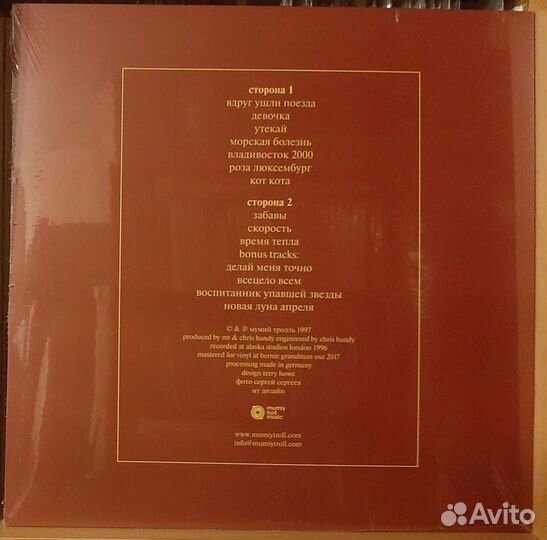 сторона 1
вдруг ушли поезда
девочка
утекай
морская болезнь
владивосток 2000
роза люксембург
кот кота
сторона 2
забавы
скорость
время тепла
bonus tracks:
делай меня точно
всецело всем
воспитанник упавшей звезды
новая луна апреля
© & ℗ мумий тролль 1997
produced by mt & chris bandy engineered by chris bandy
recorded at alaska studios london 1996
mastered for vinyl at bernie grundman usa 2017
processing made in germany
design terry howe
фото сергей сергеев
мт дизайн
mumiy
troll
music
www.mumiytroll.com
info@mumiytroll.com
Avito